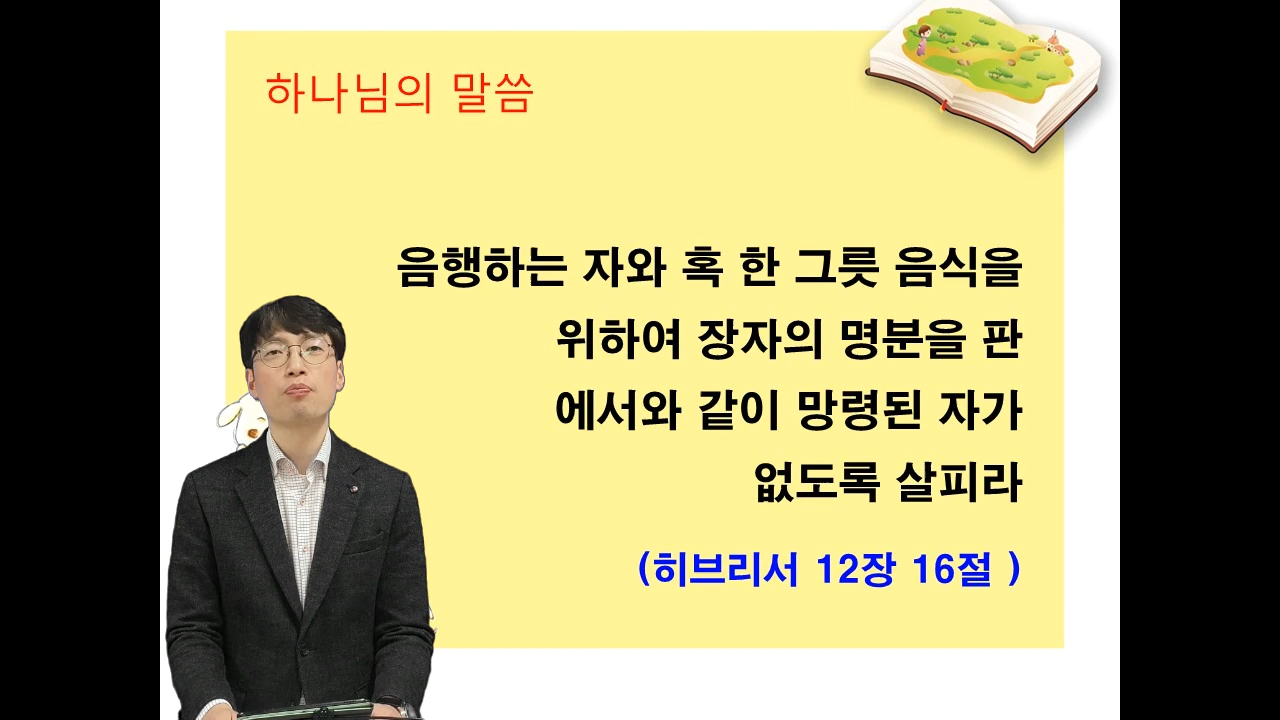 하나님의 말씀
음행하는 자와 혹 한 그릇 음식을
위하여 장자의 명분을 판
에서와 같이 망령된 자가
없도록 살피라
(히브리서 12장 16절 )